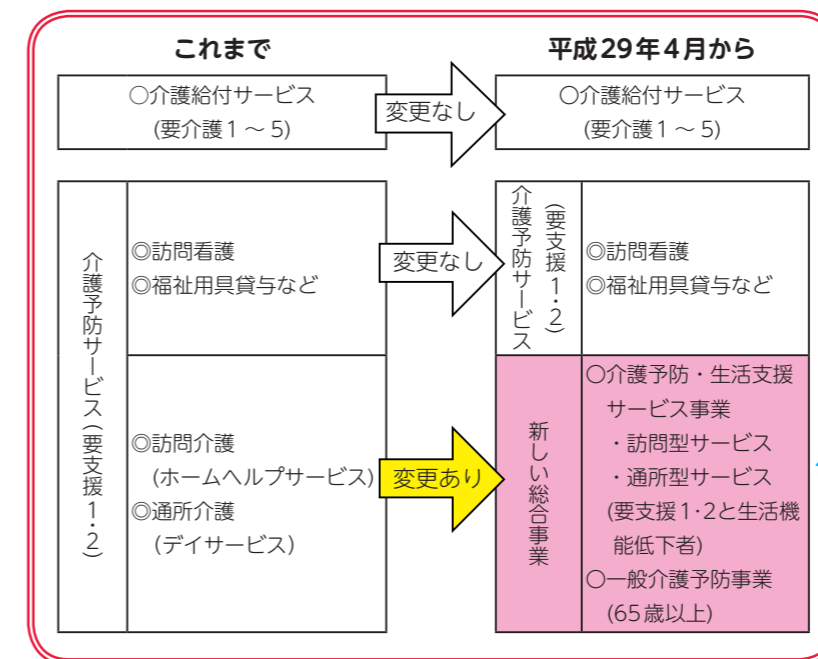 これまで
平成29年4月から
○介護給付サービス
(要介護1～5)
変更なし
○介護給付サービス
(要介護1～5)
介護予防サービス(要支援1・2)
◎訪問看護
◎福祉用具貸与など
変更なし
(要支援1・2)
介護予防サービス
◎訪問看護
◎福祉用具貸与など
◎訪問介護
(ホームヘルプサービス)
◎通所介護
(デイサービス)
変更あり
新しい総合事業
○介護予防・生活支援
サービス事業
・訪問型サービス
・通所型サービス
(要支援1・2と生活機
能低下者)
○一般介護予防事業
(65歳以上)